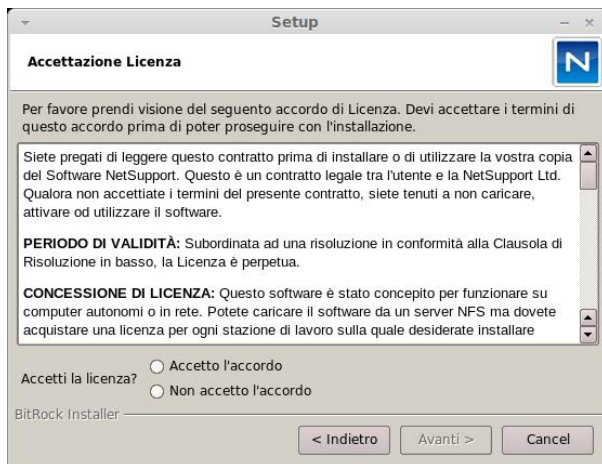 Setup
Accettazione Licenza
N
Per favore prendi visione del seguento accordo di Licenza. Devi accettare i termini di
questo accordo prima di poter proseguire con l'installazione.
Siete pregati di leggere questo contratto prima di installare o di utilizzare la vostra copia
del Software NetSupport. Questo è un contratto legale tra l'utente e la NetSupport Ltd.
Qualora non accettiate i termini del presente contratto, siete tenuti a non caricare,
attivare od utilizzare il software.
PERIODO DI VALIDITÀ: Subordinata ad una risoluzione in conformità alla Clausola di
Risoluzione in basso, la Licenza è perpetua.
CONCESSIONE DI LICENZA: Questo software è stato concepito per funzionare su
computer autonomi o in rete. Potete caricare il software da un server NFS ma dovete
acquistare una licenza per ogni stazione di lavoro sulla quale desiderate installare
Accetti la licenza?
Accetto l'accordo
Non accetto l'accordo
BitRock Installer
< Indietro
Avanti >
Cancel